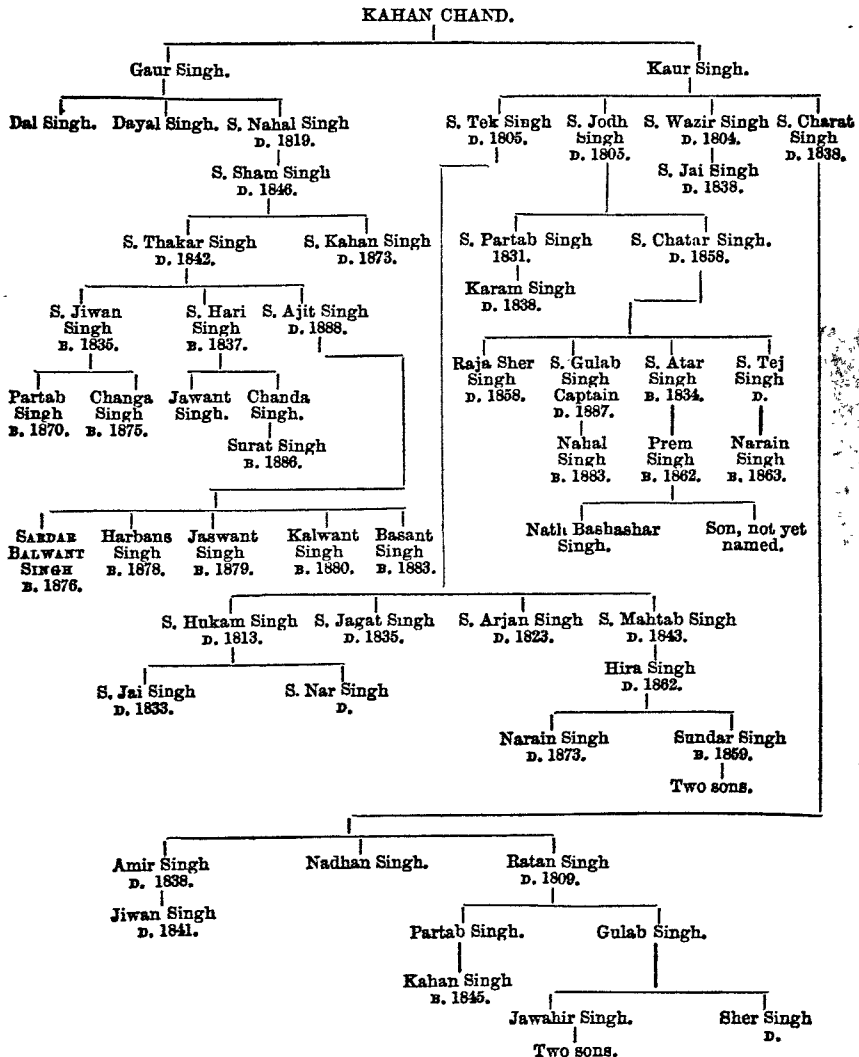 KAHAN CHAND.
Gaur Singh. Kaur Singh.
Dal Singh. Dayal Singh. S. Nahal Singh S. Tek Singh S. Jodh S. Wazir Singh S. Charat
D. 1819. D. 1805. Singh D. 1804. Singh
D. 1805. D. 1838.
S. Sham Singh S. Jai Singh
D. 1846. D. 1838.
S. Thakar Singh S. Kahan Singh S. Partab Singh S. Chatar Singh.
D. 1842. D. 1873. 1831. D. 1858.
Karam Singh
D. 1838.
S. Jiwan S. Hari S. Ajit Singh
Singh Singh D. 1888.
B. 1835. B. 1837.
Raja Sher S. Gulab S. Atar S. Tej
Singh Singh Singh Singh
D. 1858. Captain B. 1834. D.
D. 1887.
Partab Changa Jawant Chanda
Singh Singh Singh. Singh.
B. 1870. B. 1875.
Surat Singh
B. 1886.
Nahal Prem Narain
Singh Singh Singh
B. 1883. B. 1862. B. 1863.
Nath Bashashar Son, not yet
Singh. named.
SARDAR Harbans Jaswant Kalwant Basant
BALWANT Singh Singh Singh Singh
SINGH B. 1878. B. 1879. B. 1880. B. 1883.
B. 1876.
S. Hukam Singh S. Jagat Singh S. Arjan Singh S. Mahtab Singh
D. 1813. D. 1835. D. 1823. D. 1843.
Hira Singh
D. 1862.
S. Jai Singh S. Nar Singh
D. 1833. D.
Narain Singh Sundar Singh
D. 1873. B. 1859.
Two sons.
Amir Singh Nadhan Singh. Ratan Singh
D. 1838. D. 1809.
Jiwan Singh
D. 1841.
Partab Singh. Gulab Singh.
Kahan Singh
B. 1845.
Jawahir Singh. Sher Singh
D.
Two sons.